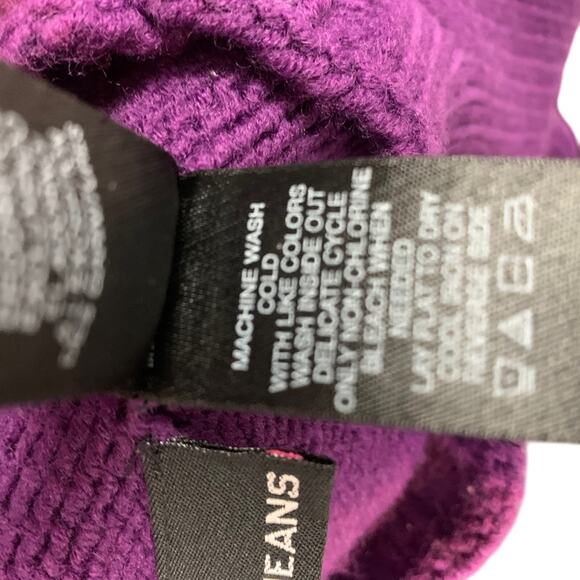 MACHINE WASH
COLD
WITH LIKE COLORS
WASH INSIDE OUT
DELICATE CYCLE
ONLY NON-CHLORINE
BLEACH WHEN
NEEDED
LAY FLAT TO DRY
COOL IRON ON
REVERSE SIDE
JEANS